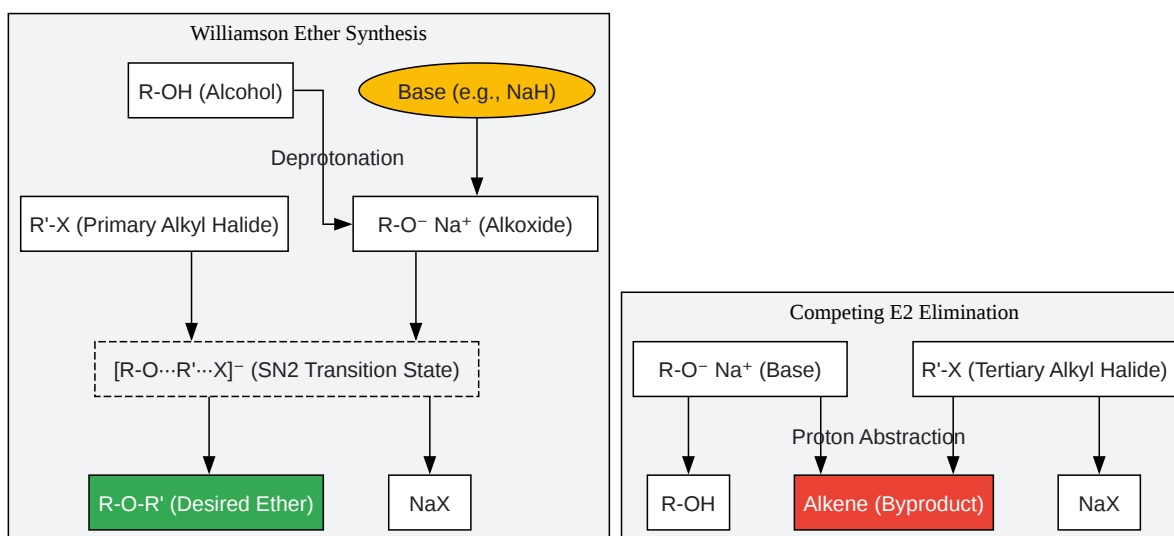 Williamson Ether Synthesis
R-OH (Alcohol)
Base (e.g., NaH)
Deprotonation
R'-X (Primary Alkyl Halide)
R-O⁻ Na⁺ (Alkoxide)
[R-O···R'···X]⁻ (SN2 Transition State)
R-O-R' (Desired Ether)
NaX
Competing E2 Elimination
R-O⁻ Na⁺ (Base)
R'-X (Tertiary Alkyl Halide)
Proton Abstraction
R-OH
Alkene (Byproduct)
NaX